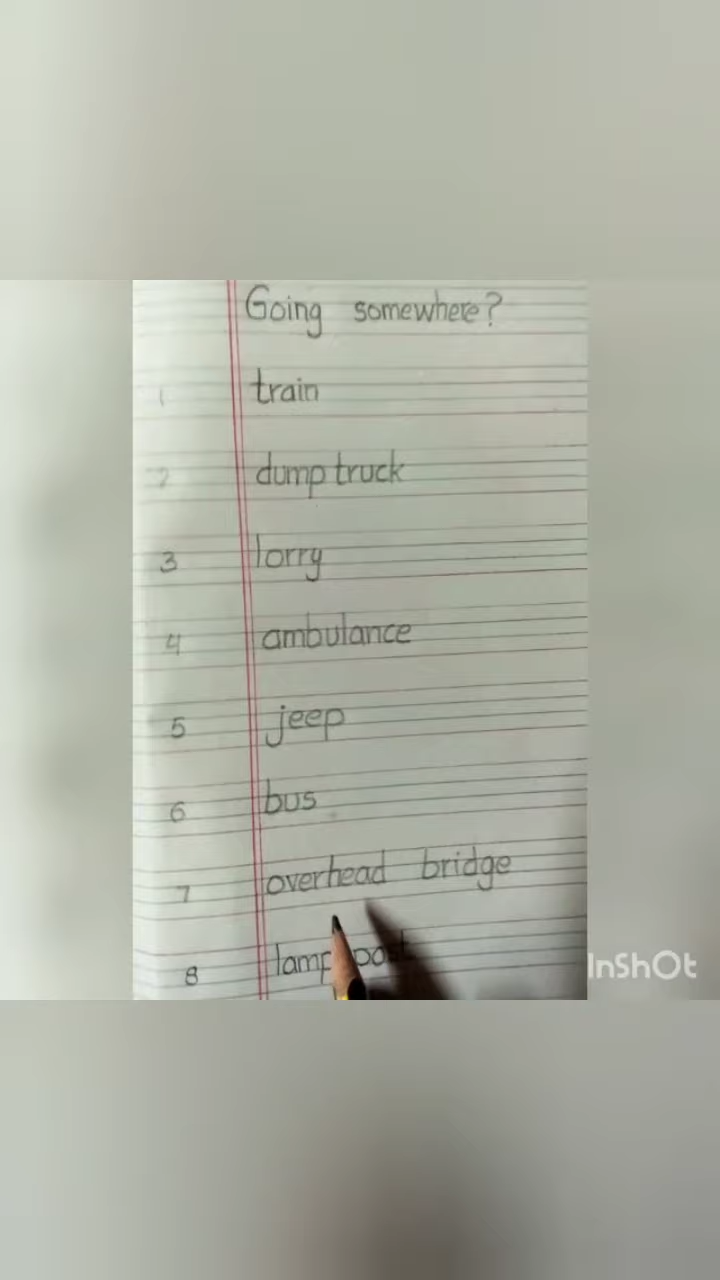 Going somewhere?
1 train
2 dump truck
3 lorry
4 ambulance
5 jeep
6 bus
7 overhead bridge
8 lamp post
InShOt